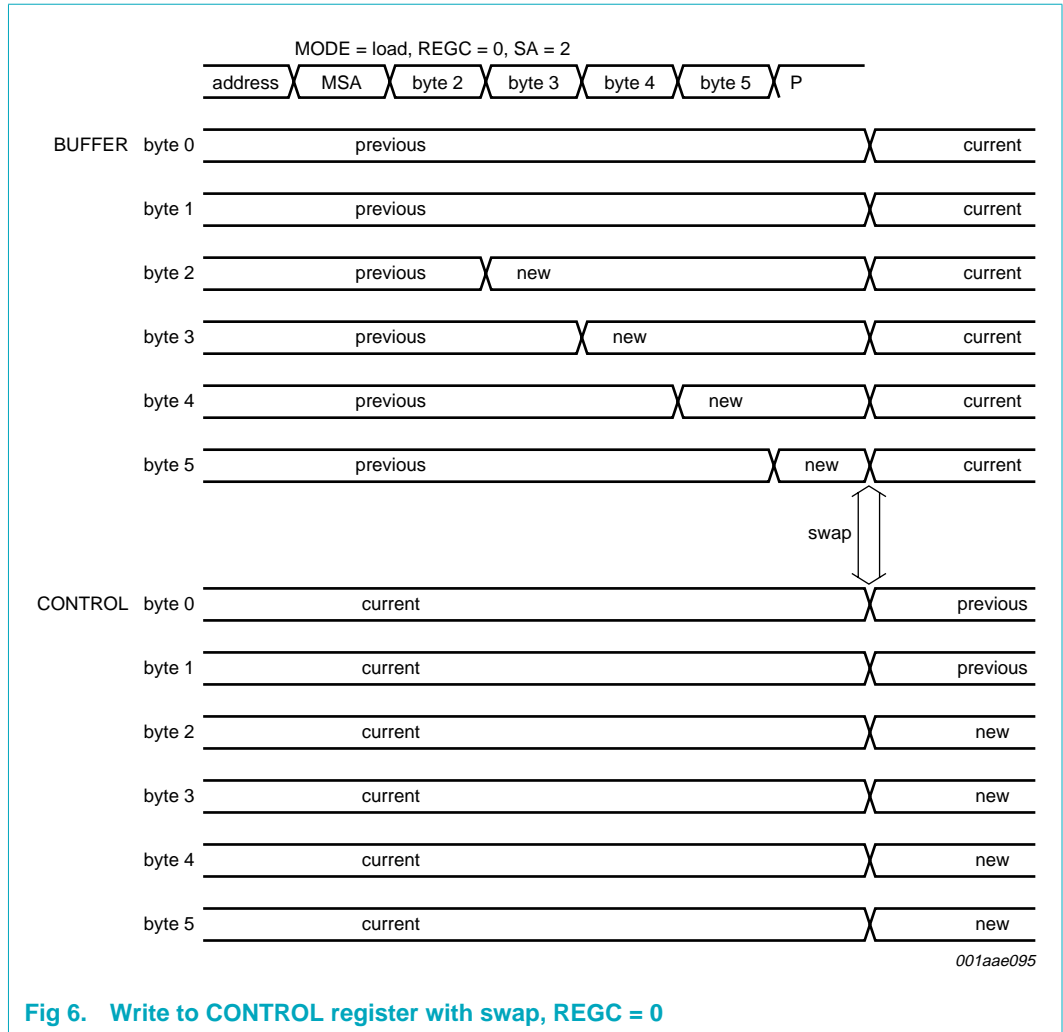 MODE = load, REGC = 0, SA = 2
address MSA byte 2 byte 3 byte 4 byte 5 P
BUFFER byte 0 previous current
byte 1 previous current
byte 2 previous new current
byte 3 previous new current
byte 4 previous new current
byte 5 previous new current
swap
CONTROL byte 0 current previous
byte 1 current previous
byte 2 current new
byte 3 current new
byte 4 current new
byte 5 current new
001aae095
Fig 6. Write to CONTROL register with swap, REGC = 0